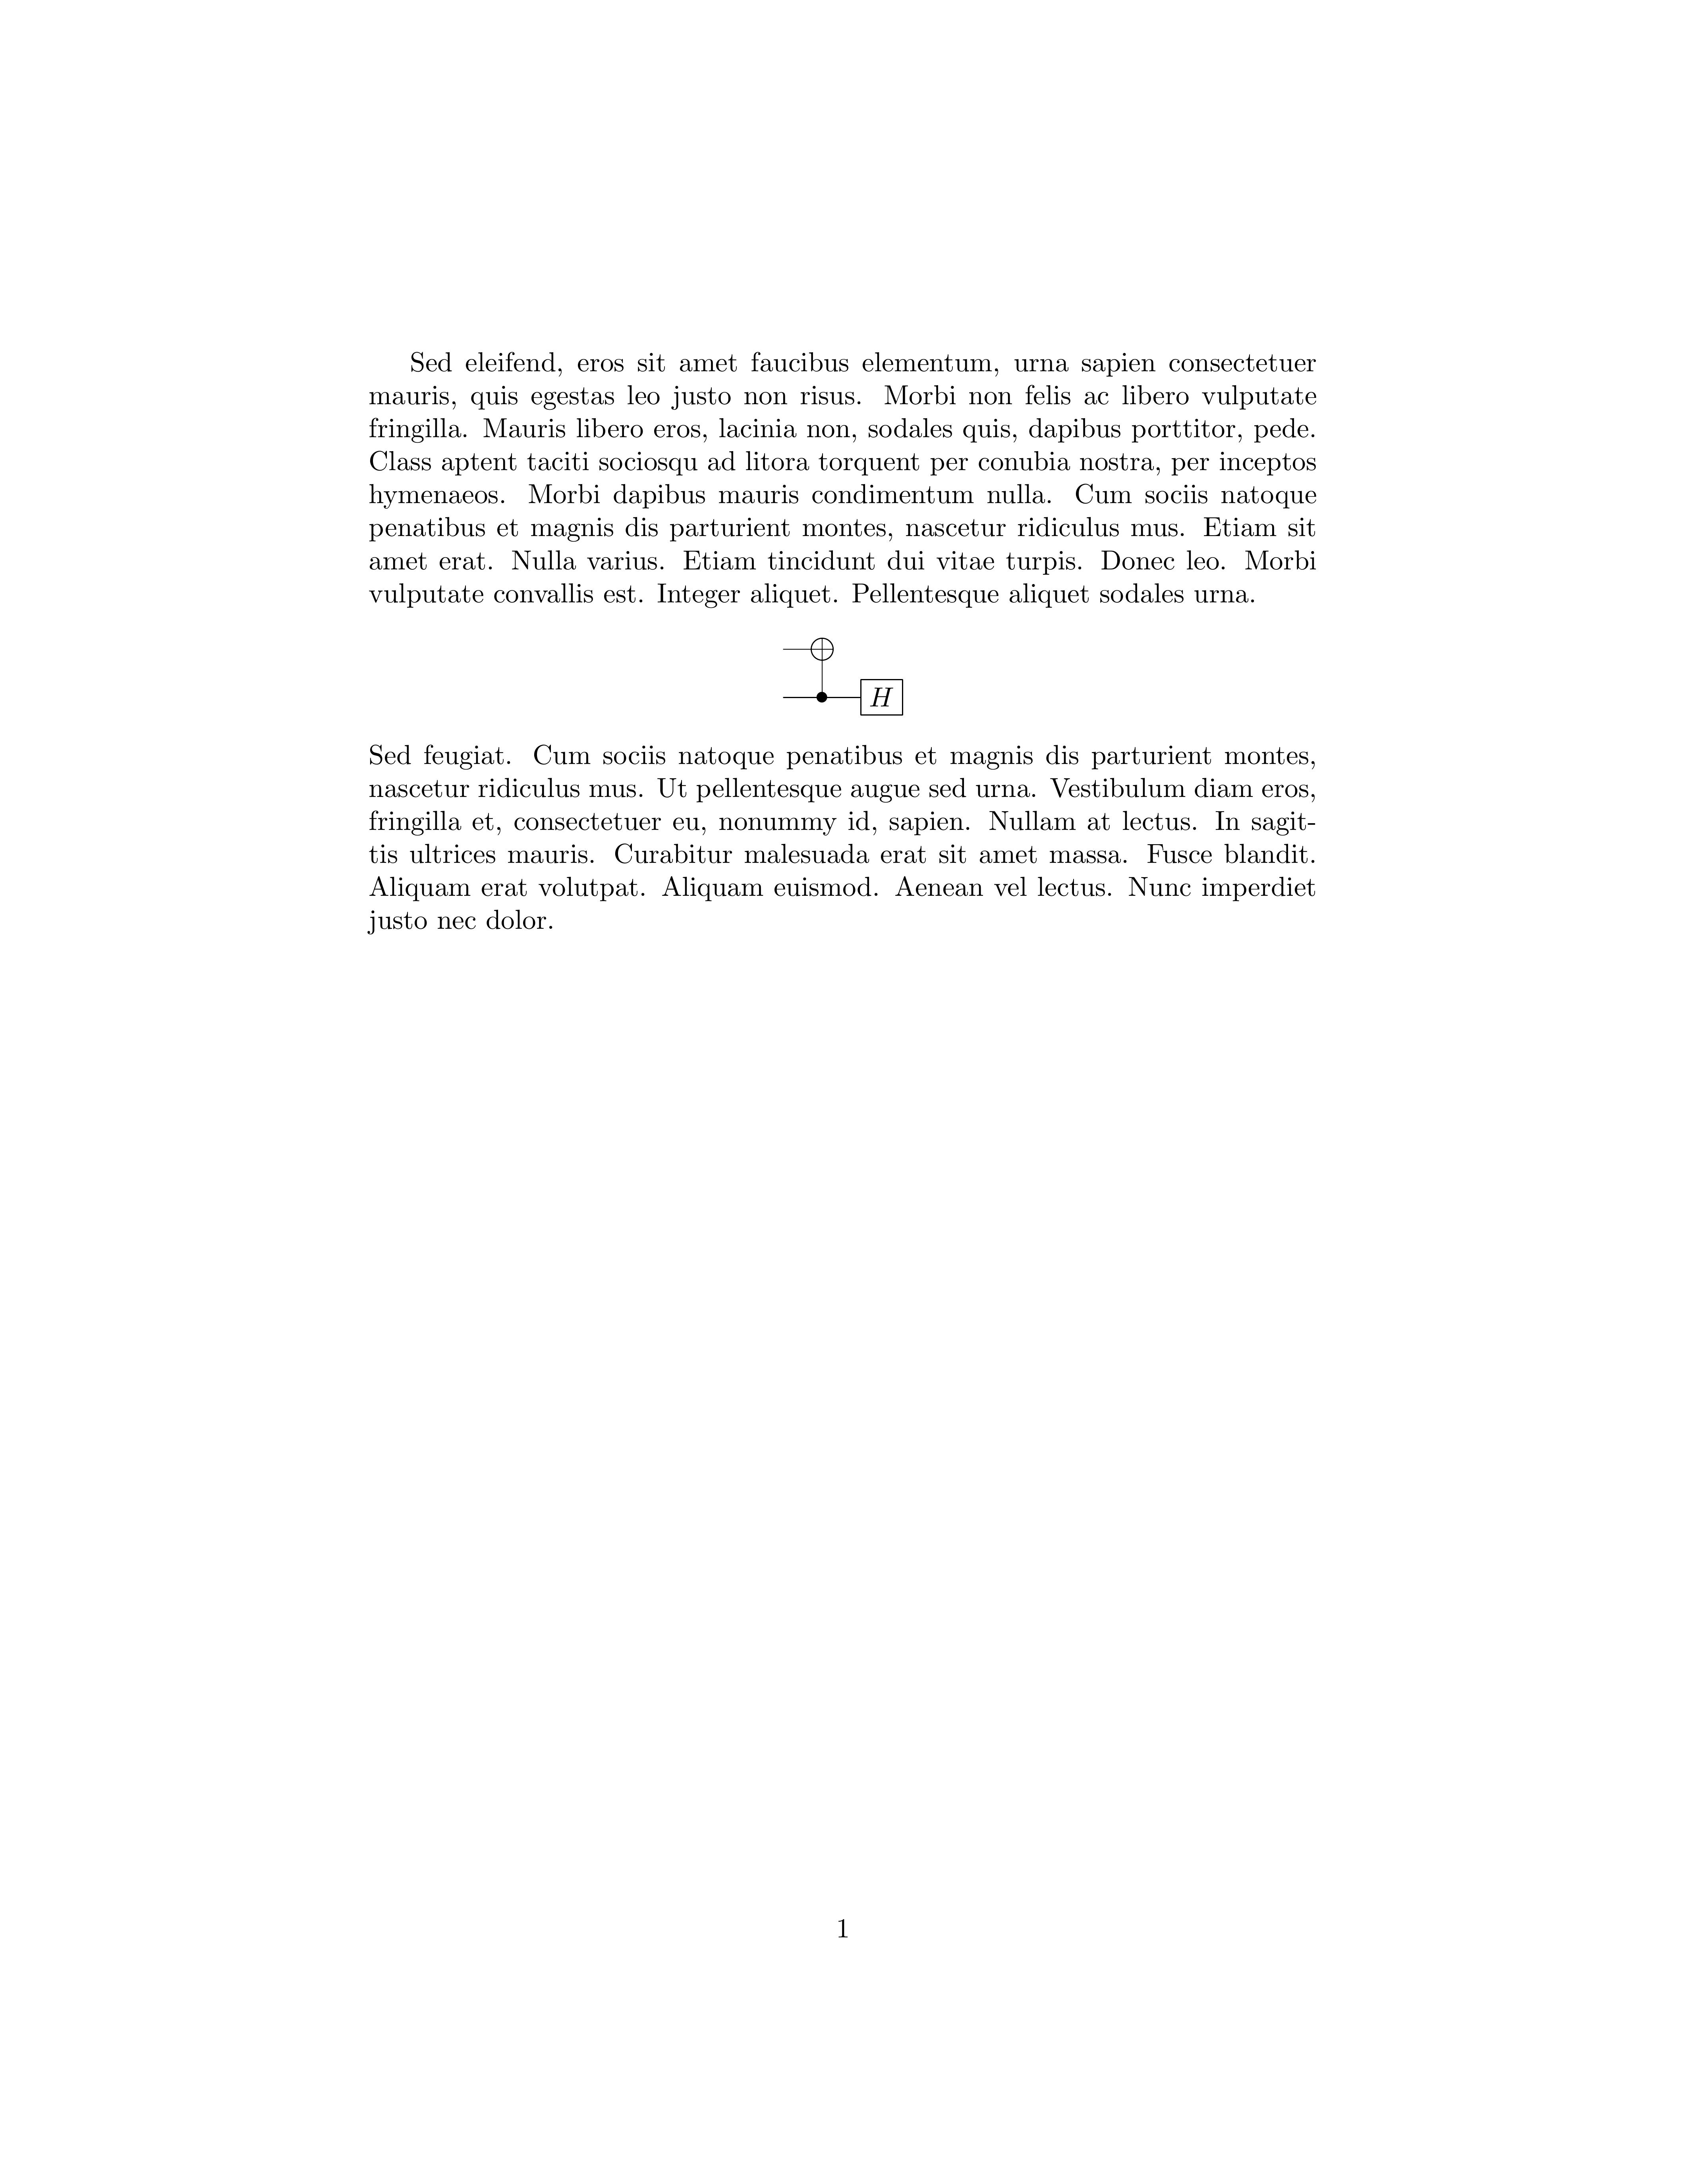 Sed eleifend, eros sit amet faucibus elementum, urna sapien consectetuer
mauris, quis egestas leo justo non risus. Morbi non felis ac libero vulputate
fringilla. Mauris libero eros, lacinia non, sodales quis, dapibus porttitor, pede.
Class aptent taciti sociosqu ad litora torquent per conubia nostra, per inceptos
hymenaeos. Morbi dapibus mauris condimentum nulla. Cum sociis natoque
penatibus et magnis dis parturient montes, nascetur ridiculus mus. Etiam sit
amet erat. Nulla varius. Etiam tincidunt dui vitae turpis. Donec leo. Morbi
vulputate convallis est. Integer aliquet. Pellentesque aliquet sodales urna.
H
Sed feugiat. Cum sociis natoque penatibus et magnis dis parturient montes,
nascetur ridiculus mus. Ut pellentesque augue sed urna. Vestibulum diam eros,
fringilla et, consectetuer eu, nonummy id, sapien. Nullam at lectus. In sagit-
tis ultrices mauris. Curabitur malesuada erat sit amet massa. Fusce blandit.
Aliquam erat volutpat. Aliquam euismod. Aenean vel lectus. Nunc imperdiet
justo nec dolor.
1